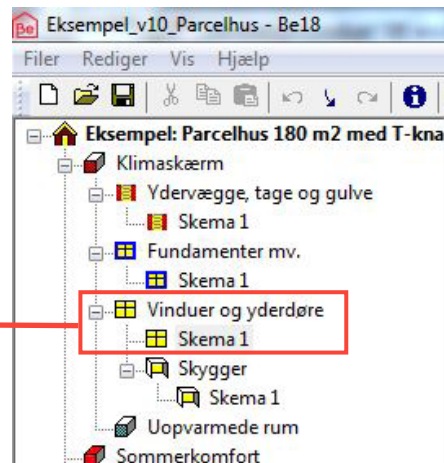 Be Eksempel_v10_Parcelhus - Be18
Filer Rediger Vis Hjælp
Eksempel: Parcelhus 180 m2 med T-kna
Klimaskærm
Ydervægge, tage og gulve
Skema 1
Fundamenter mv.
Skema 1
Vinduer og yderdøre
Skema 1
Skygger
Skema 1
Uopvarmede rum
Sommerkomfort